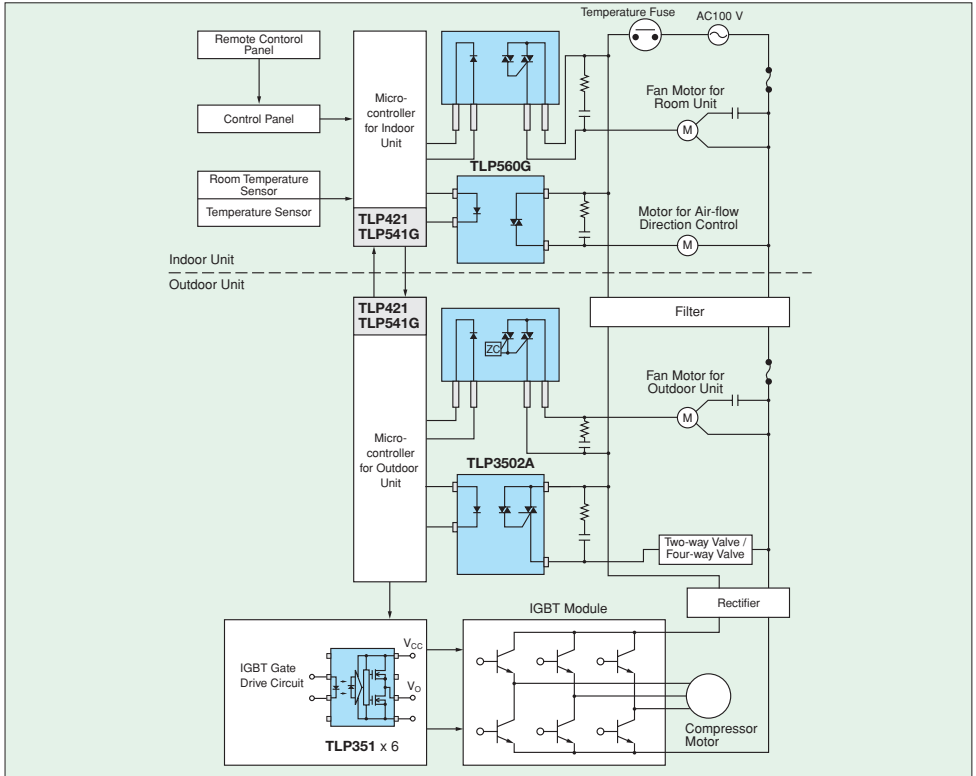 Temperature Fuse
AC100 V
Remote Contorol
Panel
Control Panel
Micro-
controller
for Indoor
Unit
Fan Motor for
Room Unit
M
TLP560G
Room Temperature
Sensor
Temperature Sensor
TLP421
TLP541G
Motor for Air-flow
Direction Control
M
Indoor Unit
Outdoor Unit
TLP421
TLP541G
Filter
ZC
Fan Motor for
Outdoor Unit
M
Micro-
controller
for Outdoor
Unit
TLP3502A
Two-way Valve /
Four-way Valve
Rectifier
IGBT Module
IGBT Gate
Drive Circuit
VCC
VO
TLP351 x 6
Compressor
Motor